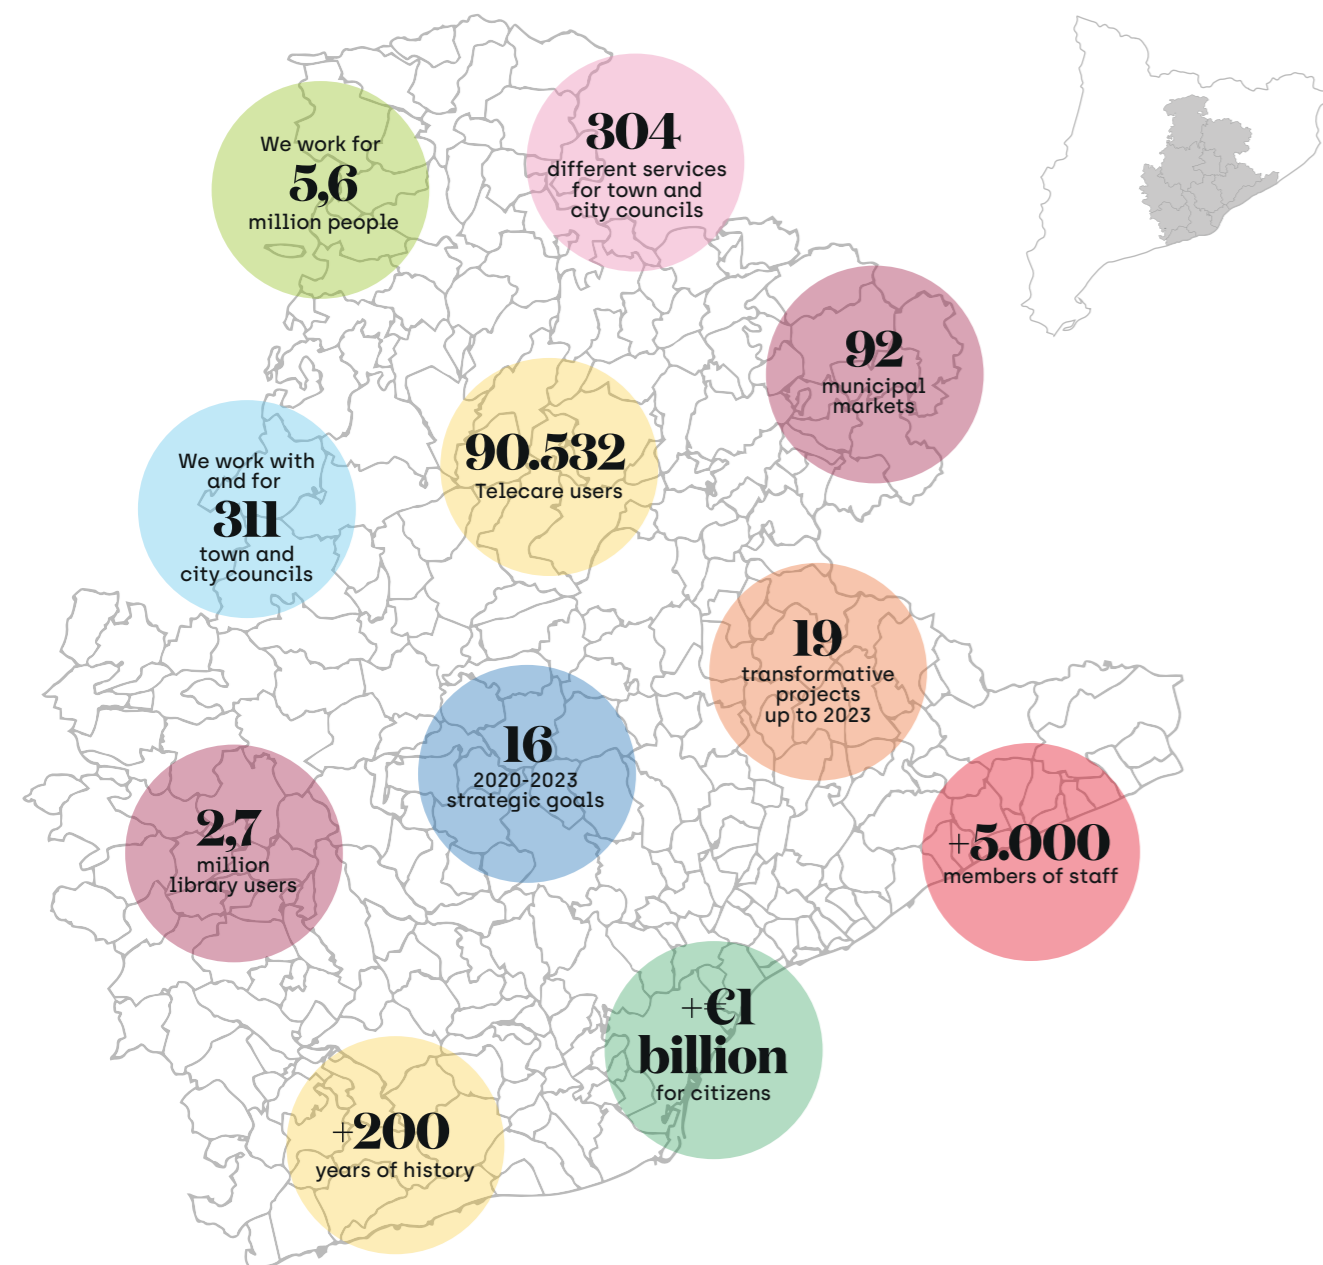 We work for
5,6
million people
304
different services
for town and
city councils
92
municipal
markets
90.532
Telecare users
We work with
and for
311
town and
city councils
19
transformative
projects
up to 2023
16
2020-2023
strategic goals
2,7
million
library users
+5.000
members of staff
+€1
billion
for citizens
+200
years of history